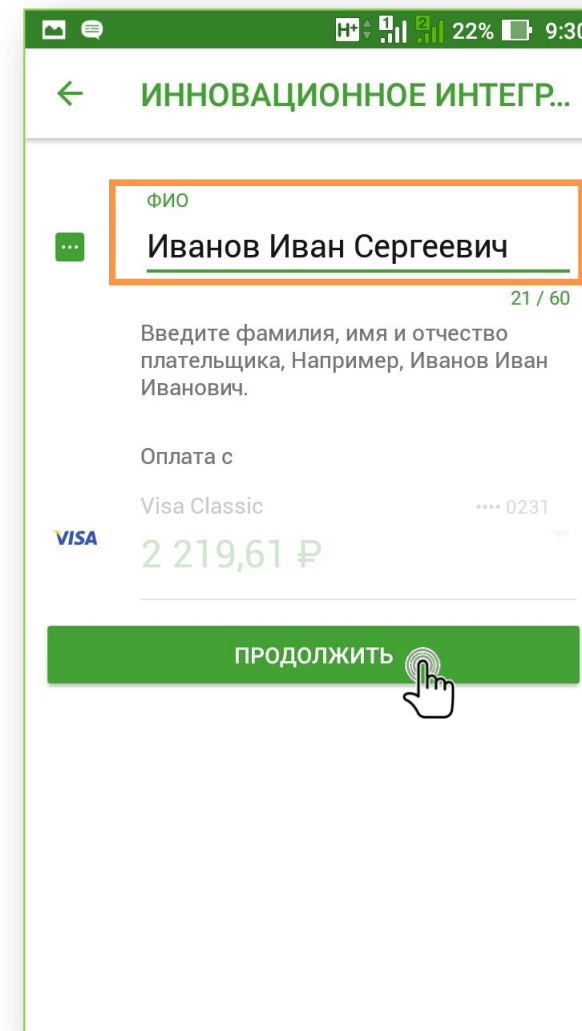 H+ 1 2 22% 9:30
ИННОВАЦИОННОЕ ИНТЕГР...
ФИО
Иванов Иван Сергеевич
21 / 60
Введите фамилия, имя и отчество
плательщика, Например, Иванов Иван
Иванович.
Оплата с
Visa Classic •••• 0231
VISA
2 219,61 ₽
ПРОДОЛЖИТЬ